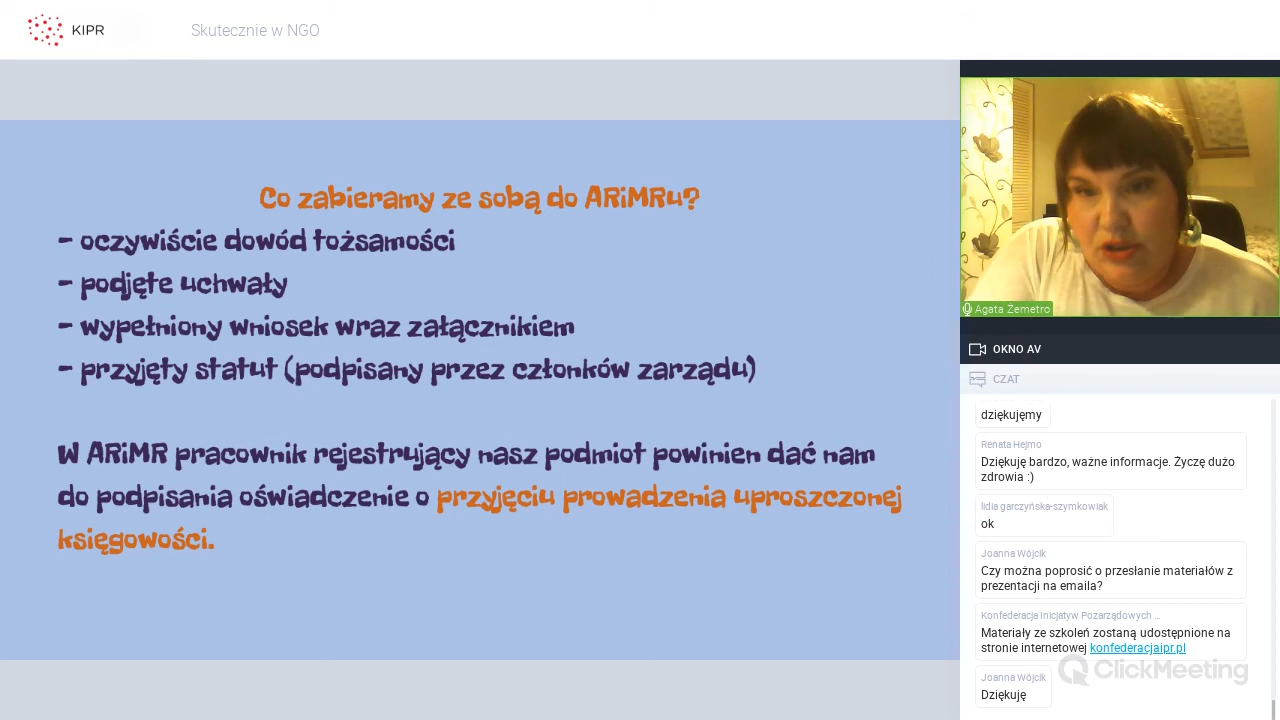 KIPR
Skutecznie w NGO
Co zabieramy ze sobą do ARiMRu?
- oczywiście dowód tożsamości
- podjęte uchwały
- wypełniony wniosek wraz załącznikiem
- przyjęty statut (podpisany przez członków zarządu)
W ARiMR pracownik rejestrujący nasz podmiot powinien dać nam
do podpisania oświadczenie o przyjęciu prowadzenia uproszczonej
księgowości.
Agata Żemetro
OKNO AV
CZAT
dziękujęmy
Renata Hejmo
Dziękuję bardzo, ważne informacje. Życzę dużo
zdrowia :)
lidia garczyńska-szymkowiak
ok
Joanna Wójcik
Czy można poprosić o przesłanie materiałów z
prezentacji na emaila?
Konfederacja Inicjatyw Pozarządowych ...
Materiały ze szkoleń zostaną udostępnione na
stronie internetowej konfederacjaipr.pl
ClickMeeting
Joanna Wójcik
Dziękuję